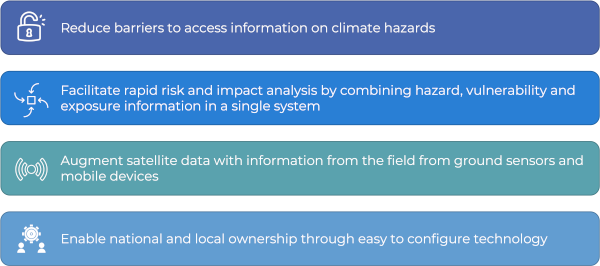 Reduce barriers to access information on climate hazards
Facilitate rapid risk and impact analysis by combining hazard, vulnerability and
exposure information in a single system
Augment satellite data with information from the field from ground sensors and
mobile devices
Enable national and local ownership through easy to configure technology